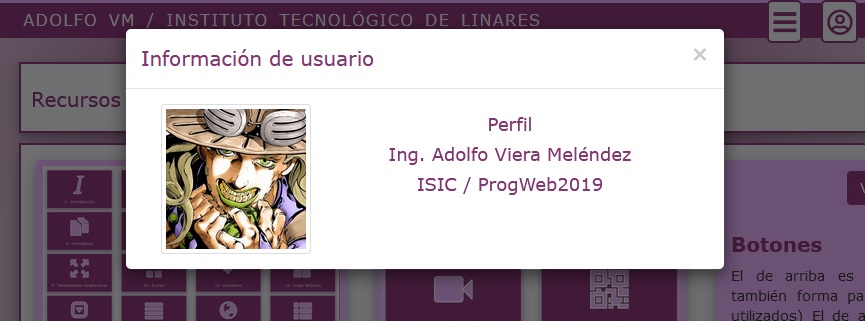 ADOLFO VM / INSTITUTO TECNOLÓGICO DE LINARES
Información de usuario
×
Recursos
Perfil
Ing. Adolfo Viera Meléndez
ISIC / ProgWeb2019
Botones
El de arriba es
también forma pa
utilizados) El de a